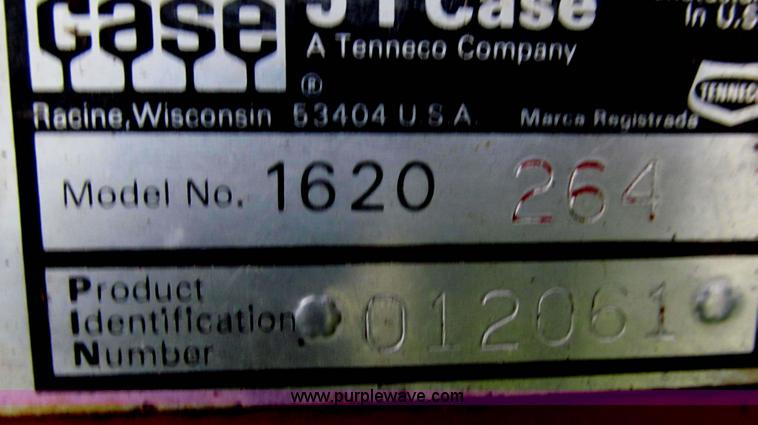 case J I Case
A Tenneco Company
®
in U.S
Racine, Wisconsin 53404 U.S.A. Marca Registrada
TENNECO
Model No. 1620 264
Product
Identification
Number 012061
www.purplewave.com